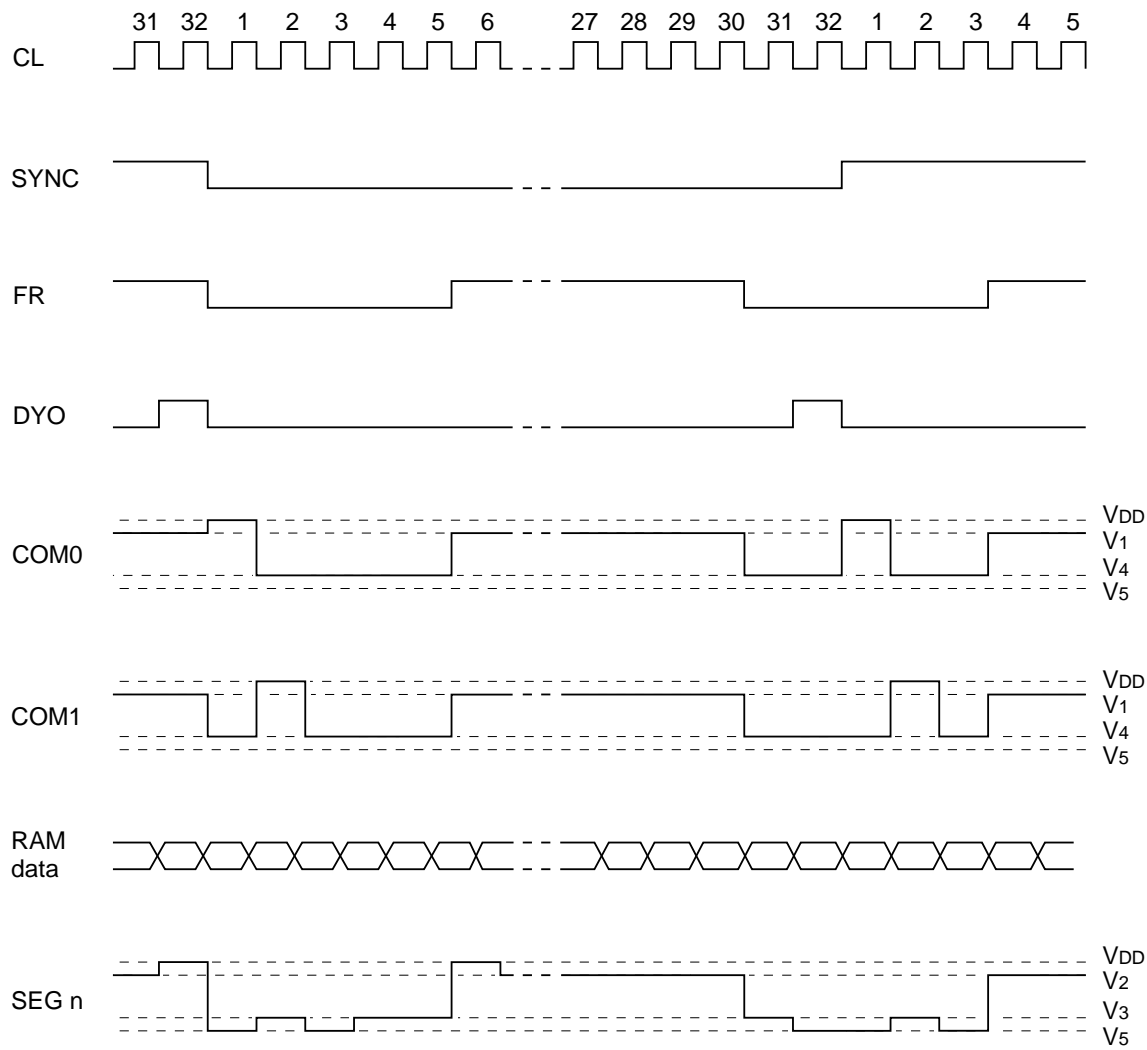 31 32 1 2 3 4 5 6 27 28 29 30 31 32 1 2 3 4 5
CL
SYNC
FR
DYO
COM0
VDD
V1
V4
V5
COM1
VDD
V1
V4
V5
RAM
data
SEG n
VDD
V2
V3
V5